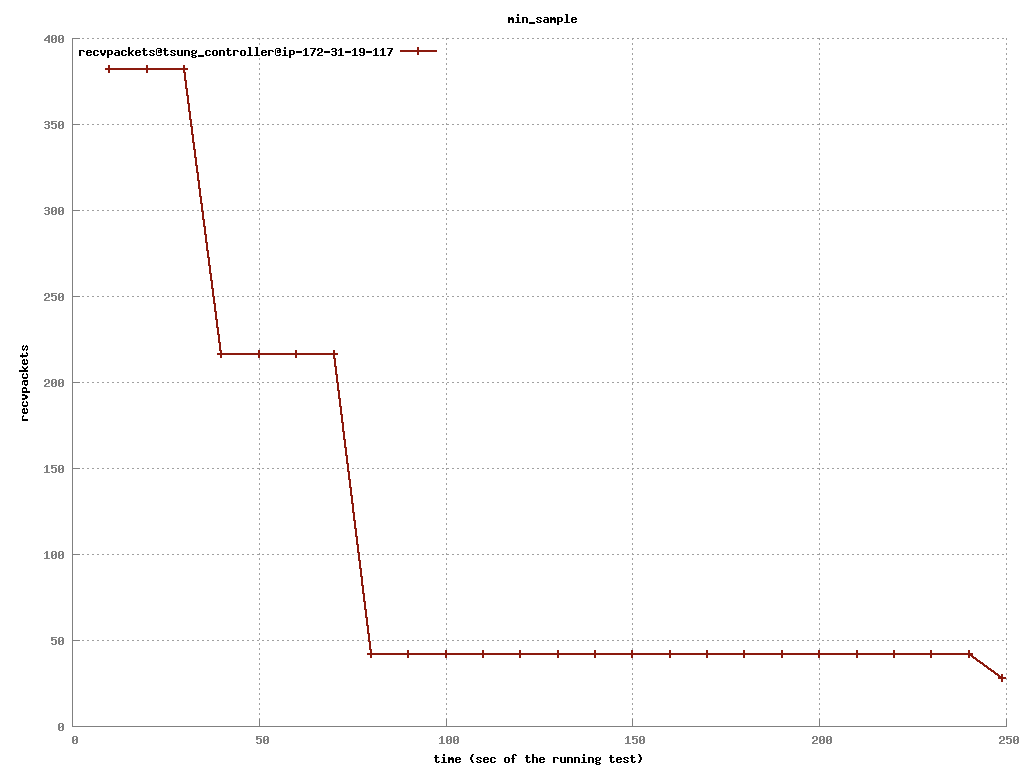 min_sample
recvpackets@tsung_controller@ip-172-31-19-117
400
350
300
250
200
150
100
50
0
recvpackets
0 50 100 150 200 250
time (sec of the running test)